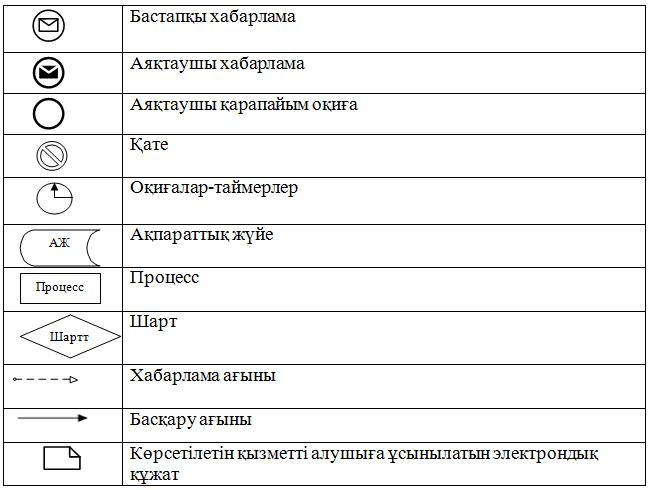 Бастапқы хабарлама
Аяқтаушы хабарлама
Аяқтаушы қарапайым оқиға
Қате
Оқиғалар-таймерлер
АЖ
Ақпараттық жүйе
Процесс
Процесс
Шартт
Шарт
Хабарлама ағыны
Басқару ағыны
Көрсетілетін қызметті алушыға ұсынылатын электрондық
құжат